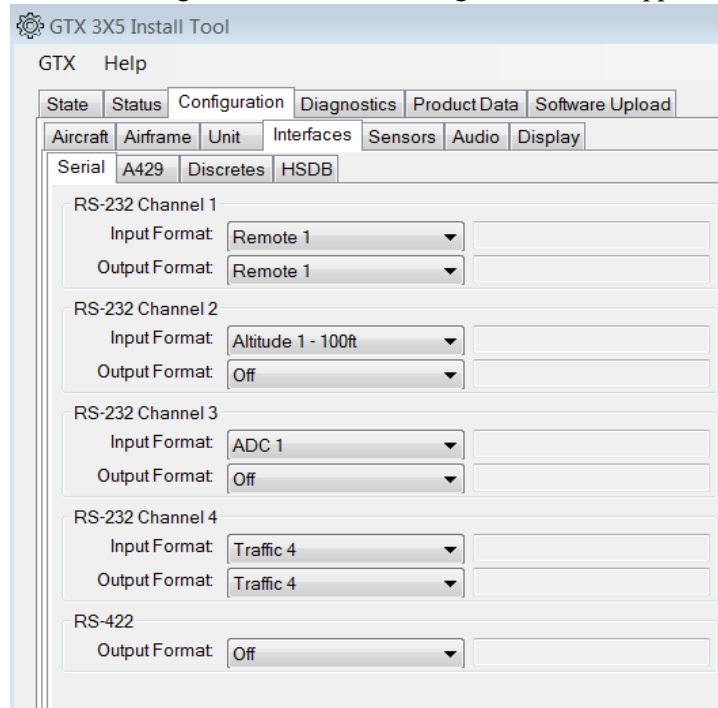 GTX 3X5 Install Tool
GTX Help
State Status Configuration Diagnostics Product Data Software Upload
Aircraft Airframe Unit Interfaces Sensors Audio Display
Serial A429 Discretes HSDB
RS-232 Channel 1
Input Format: Remote 1
Output Format: Remote 1
RS-232 Channel 2
Input Format: Altitude 1 - 100ft
Output Format: Off
RS-232 Channel 3
Input Format: ADC 1
Output Format: Off
RS-232 Channel 4
Input Format: Traffic 4
Output Format: Traffic 4
RS-422
Output Format: Off